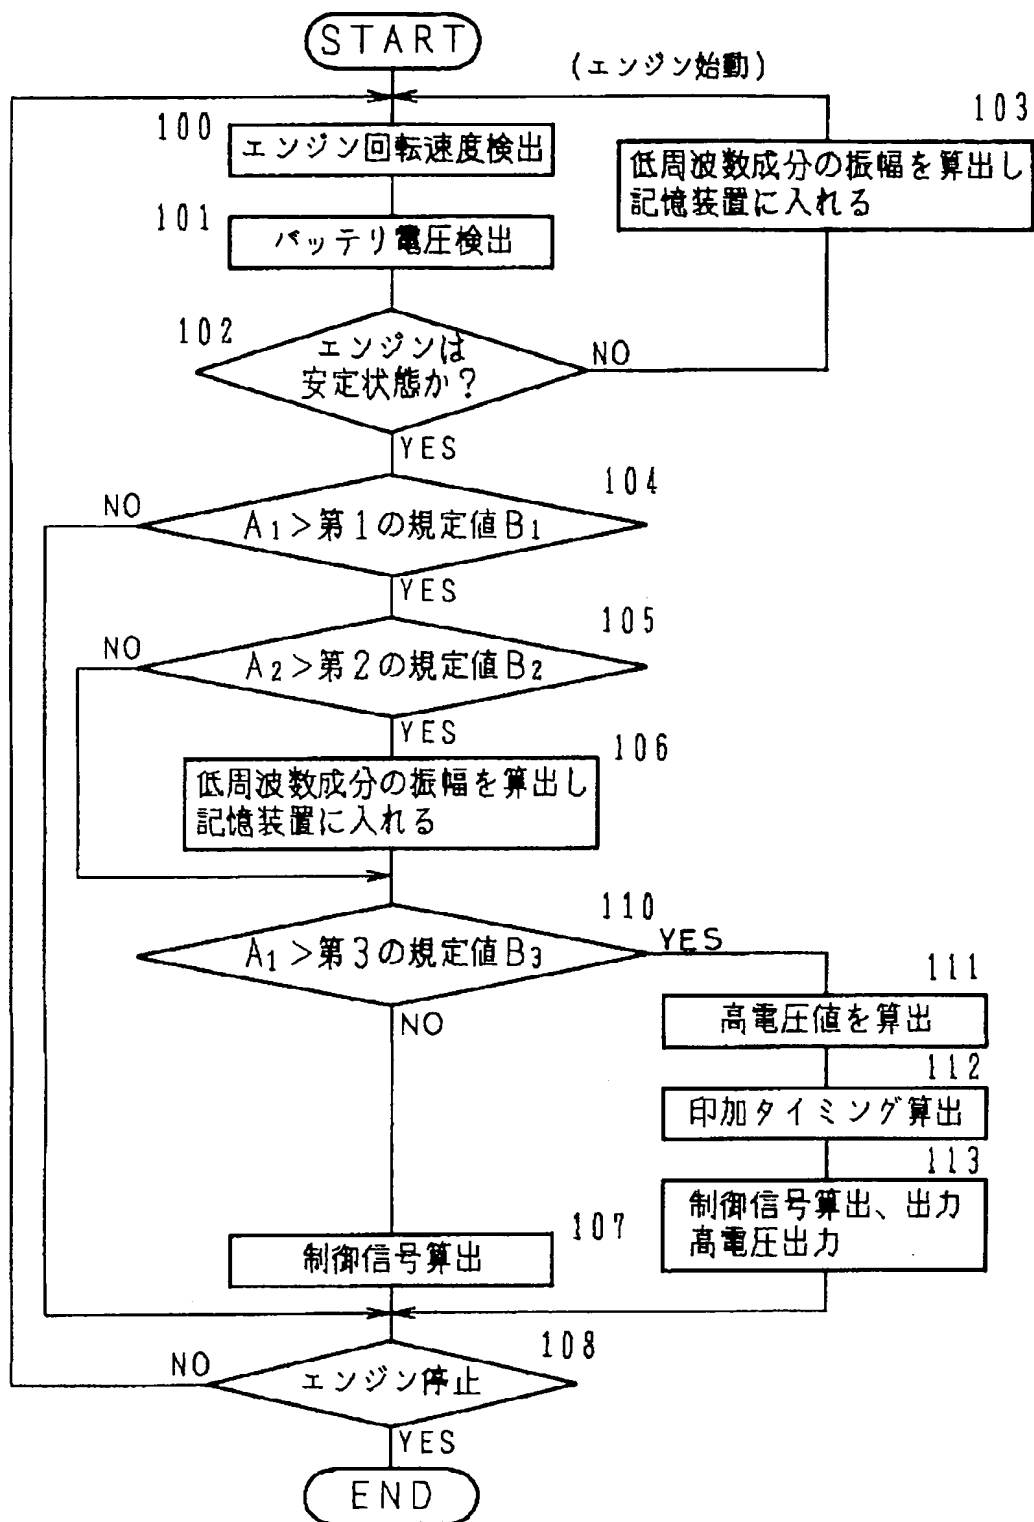 START
(エンジン始動)
100
エンジン回転速度検出
103
低周波数成分の振幅を算出し
記憶装置に入れる
101
バッテリ電圧検出
102
エンジンは
安定状態か?
NO
YES
104
NO
A1>第1の規定値B1
YES
105
NO
A2>第2の規定値B2
YES
106
低周波数成分の振幅を算出し
記憶装置に入れる
110
A1>第3の規定値B3
YES
NO
111
高電圧値を算出
112
印加タイミング算出
113
制御信号算出、出力
高電圧出力
107
制御信号算出
108
NO
エンジン停止
YES
END